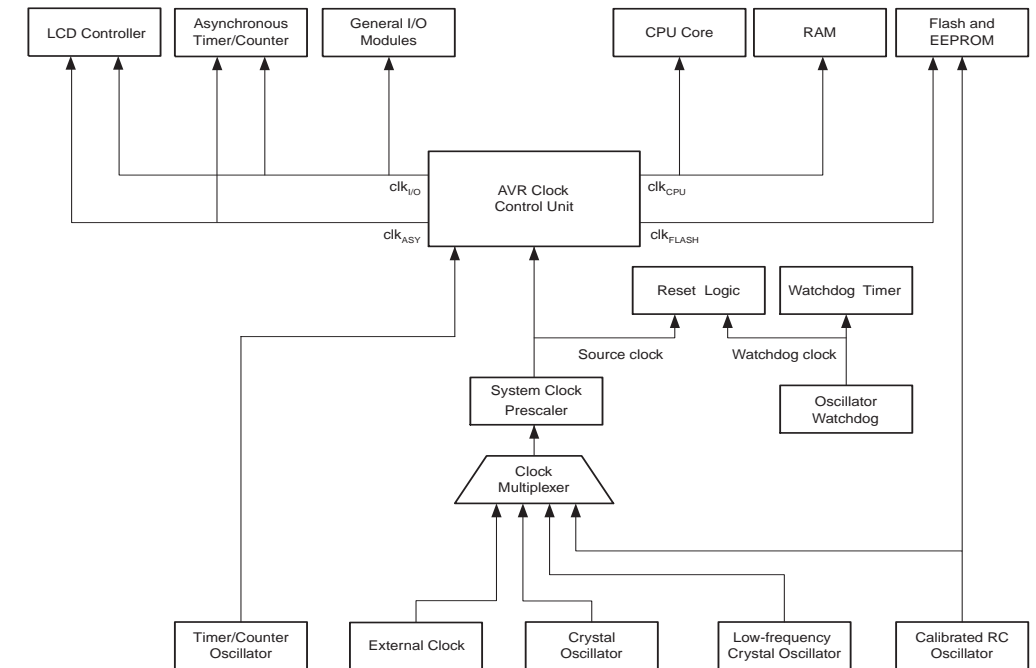 LCD Controller
Asynchronous
Timer/Counter
General I/O
Modules
CPU Core
RAM
Flash and
EEPROM
clkI/O
AVR Clock
Control Unit
clkCPU
clkASY
clkFLASH
Reset Logic
Watchdog Timer
Source clock
Watchdog clock
System Clock
Prescaler
Oscillator
Watchdog
Clock
Multiplexer
Timer/Counter
Oscillator
External Clock
Crystal
Oscillator
Low-frequency
Crystal Oscillator
Calibrated RC
Oscillator